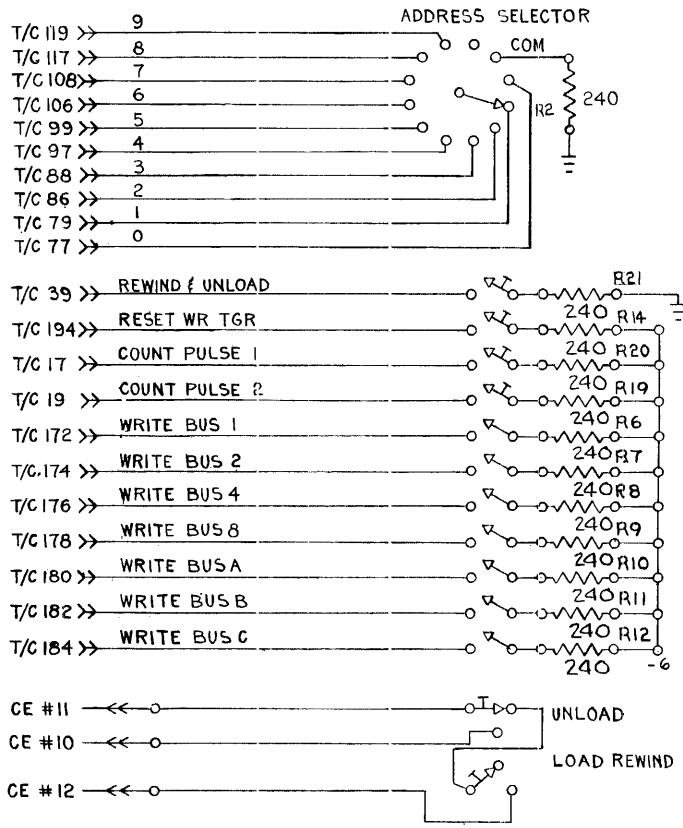 ADDRESS SELECTOR
T/C 119 9
T/C 117 8 COM
T/C 108 7
T/C 106 6 R2 240
T/C 99 5
T/C 97 4
T/C 88 3
T/C 86 2
T/C 79 1
T/C 77 0
T/C 39 REWIND & UNLOAD R21
240
T/C 194 RESET WR TGR R14
240
T/C 17 COUNT PULSE 1 R20
240
T/C 19 COUNT PULSE 2 R19
240
T/C 172 WRITE BUS 1 R6
240
T/C 174 WRITE BUS 2 R7
240
T/C 176 WRITE BUS 4 R8
240
T/C 178 WRITE BUS 8 R9
240
T/C 180 WRITE BUS A R10
240
T/C 182 WRITE BUS B R11
240
T/C 184 WRITE BUS C R12
240 -6
CE #11 UNLOAD
CE #10
LOAD REWIND
CE #12